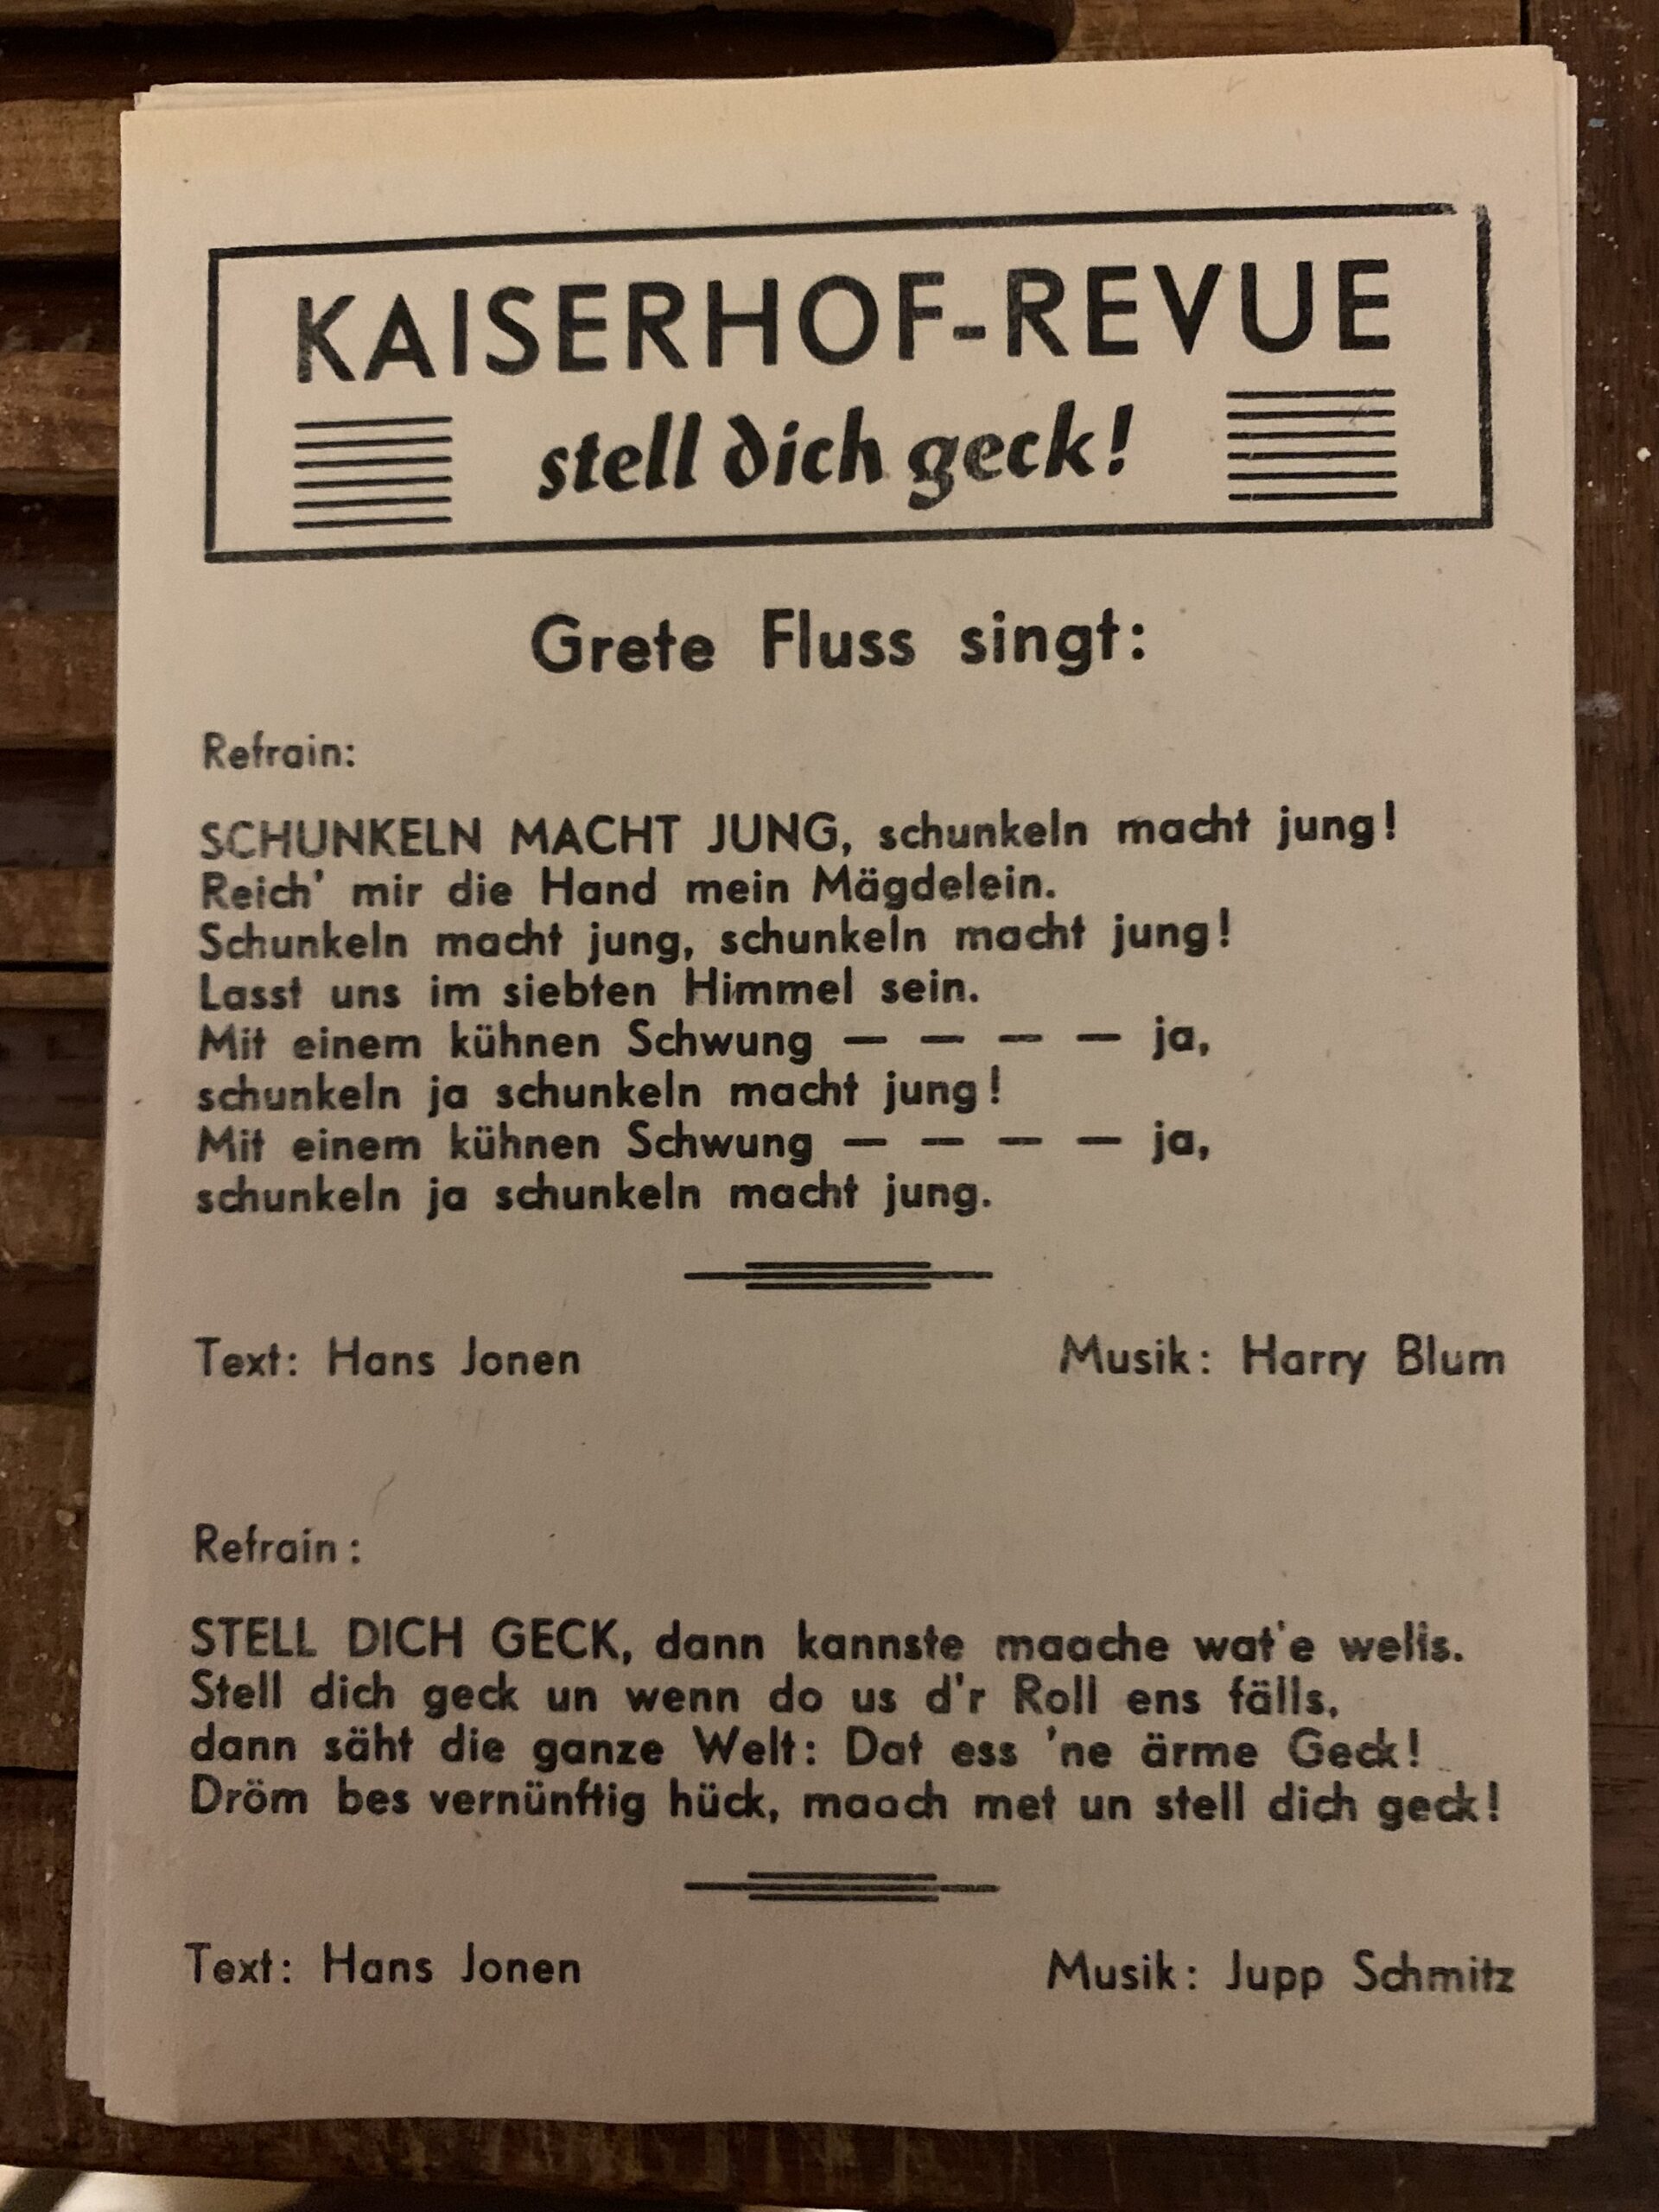 KAISERHOF-REVUE
stell dich geck!
Grete Fluss singt:
Refrain:
SCHUNKELN MACHT JUNG, schunkeln macht jung!
Reich' mir die Hand mein Mägdelein.
Schunkeln macht jung, schunkeln macht jung!
Lasst uns im siebten Himmel sein.
Mit einem kühnen Schwung — — — — ja,
schunkeln ja schunkeln macht jung!
Mit einem kühnen Schwung — — — — ja,
schunkeln ja schunkeln macht jung.
Text: Hans Jonen Musik: Harry Blum
Refrain:
STELL DICH GECK, dann kannste maache wat'e wells.
Stell dich geck un wenn do us d'r Roll ens fälls,
dann säht die ganze Welt: Dat ess 'ne ärme Geck!
Dröm bes vernünftig hück, maach met un stell dich geck!
Text: Hans Jonen Musik: Jupp Schmitz